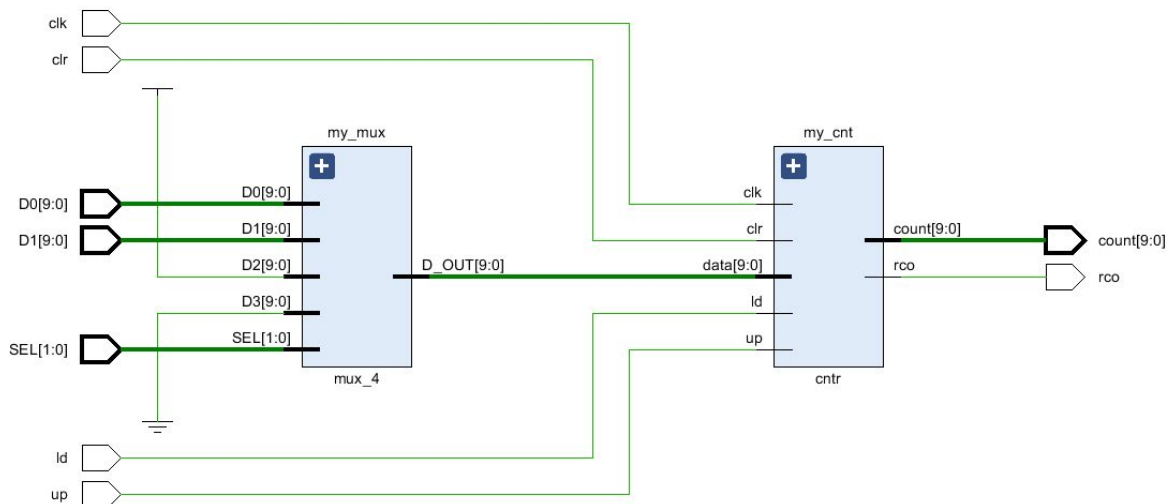 clk
clr
my_mux
my_cnt
D0[9:0]
D0[9:0]
clk
D1[9:0]
D1[9:0]
clr
count[9:0]
count[9:0]
D2[9:0]
D_OUT[9:0]
data[9:0]
rco
rco
D3[9:0]
ld
SEL[1:0]
SEL[1:0]
up
mux_4
cntr
ld
up